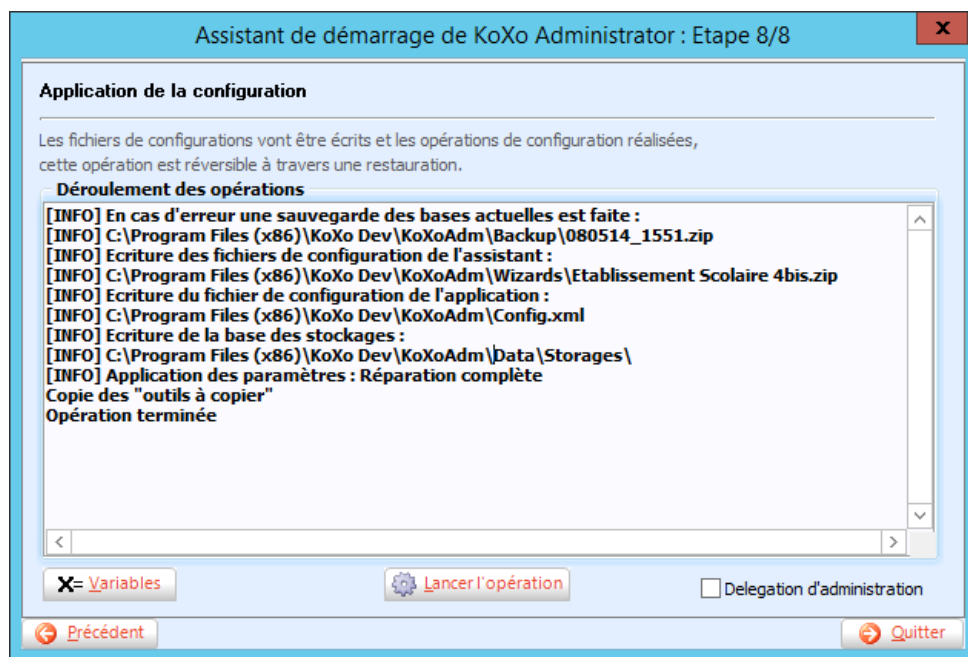 Assistant de démarrage de KoXo Administrator : Etape 8/8
x
Application de la configuration
Les fichiers de configurations vont être écrits et les opérations de configuration réalisées,
cette opération est réversible à travers une restauration.
Déroulement des opérations
[INFO] En cas d'erreur une sauvegarde des bases actuelles est faite :
[INFO] C:\Program Files (x86)\KoXo Dev\KoXoAdm\Backup\080514_1551.zip
[INFO] Ecriture des fichiers de configuration de l'assistant :
[INFO] C:\Program Files (x86)\KoXo Dev\KoXoAdm\Wizards\Etablissement Scolaire 4bis.zip
[INFO] Ecriture du fichier de configuration de l'application :
[INFO] C:\Program Files (x86)\KoXo Dev\KoXoAdm\Config.xml
[INFO] Ecriture de la base des stockages :
[INFO] C:\Program Files (x86)\KoXo Dev\KoXoAdm\Data\Storages\
[INFO] Application des paramètres : Réparation complète
Copie des "outils à copier"
Opération terminée
X= Variables
Lancer l'opération
Delegation d'administration
Précédent
Quitter